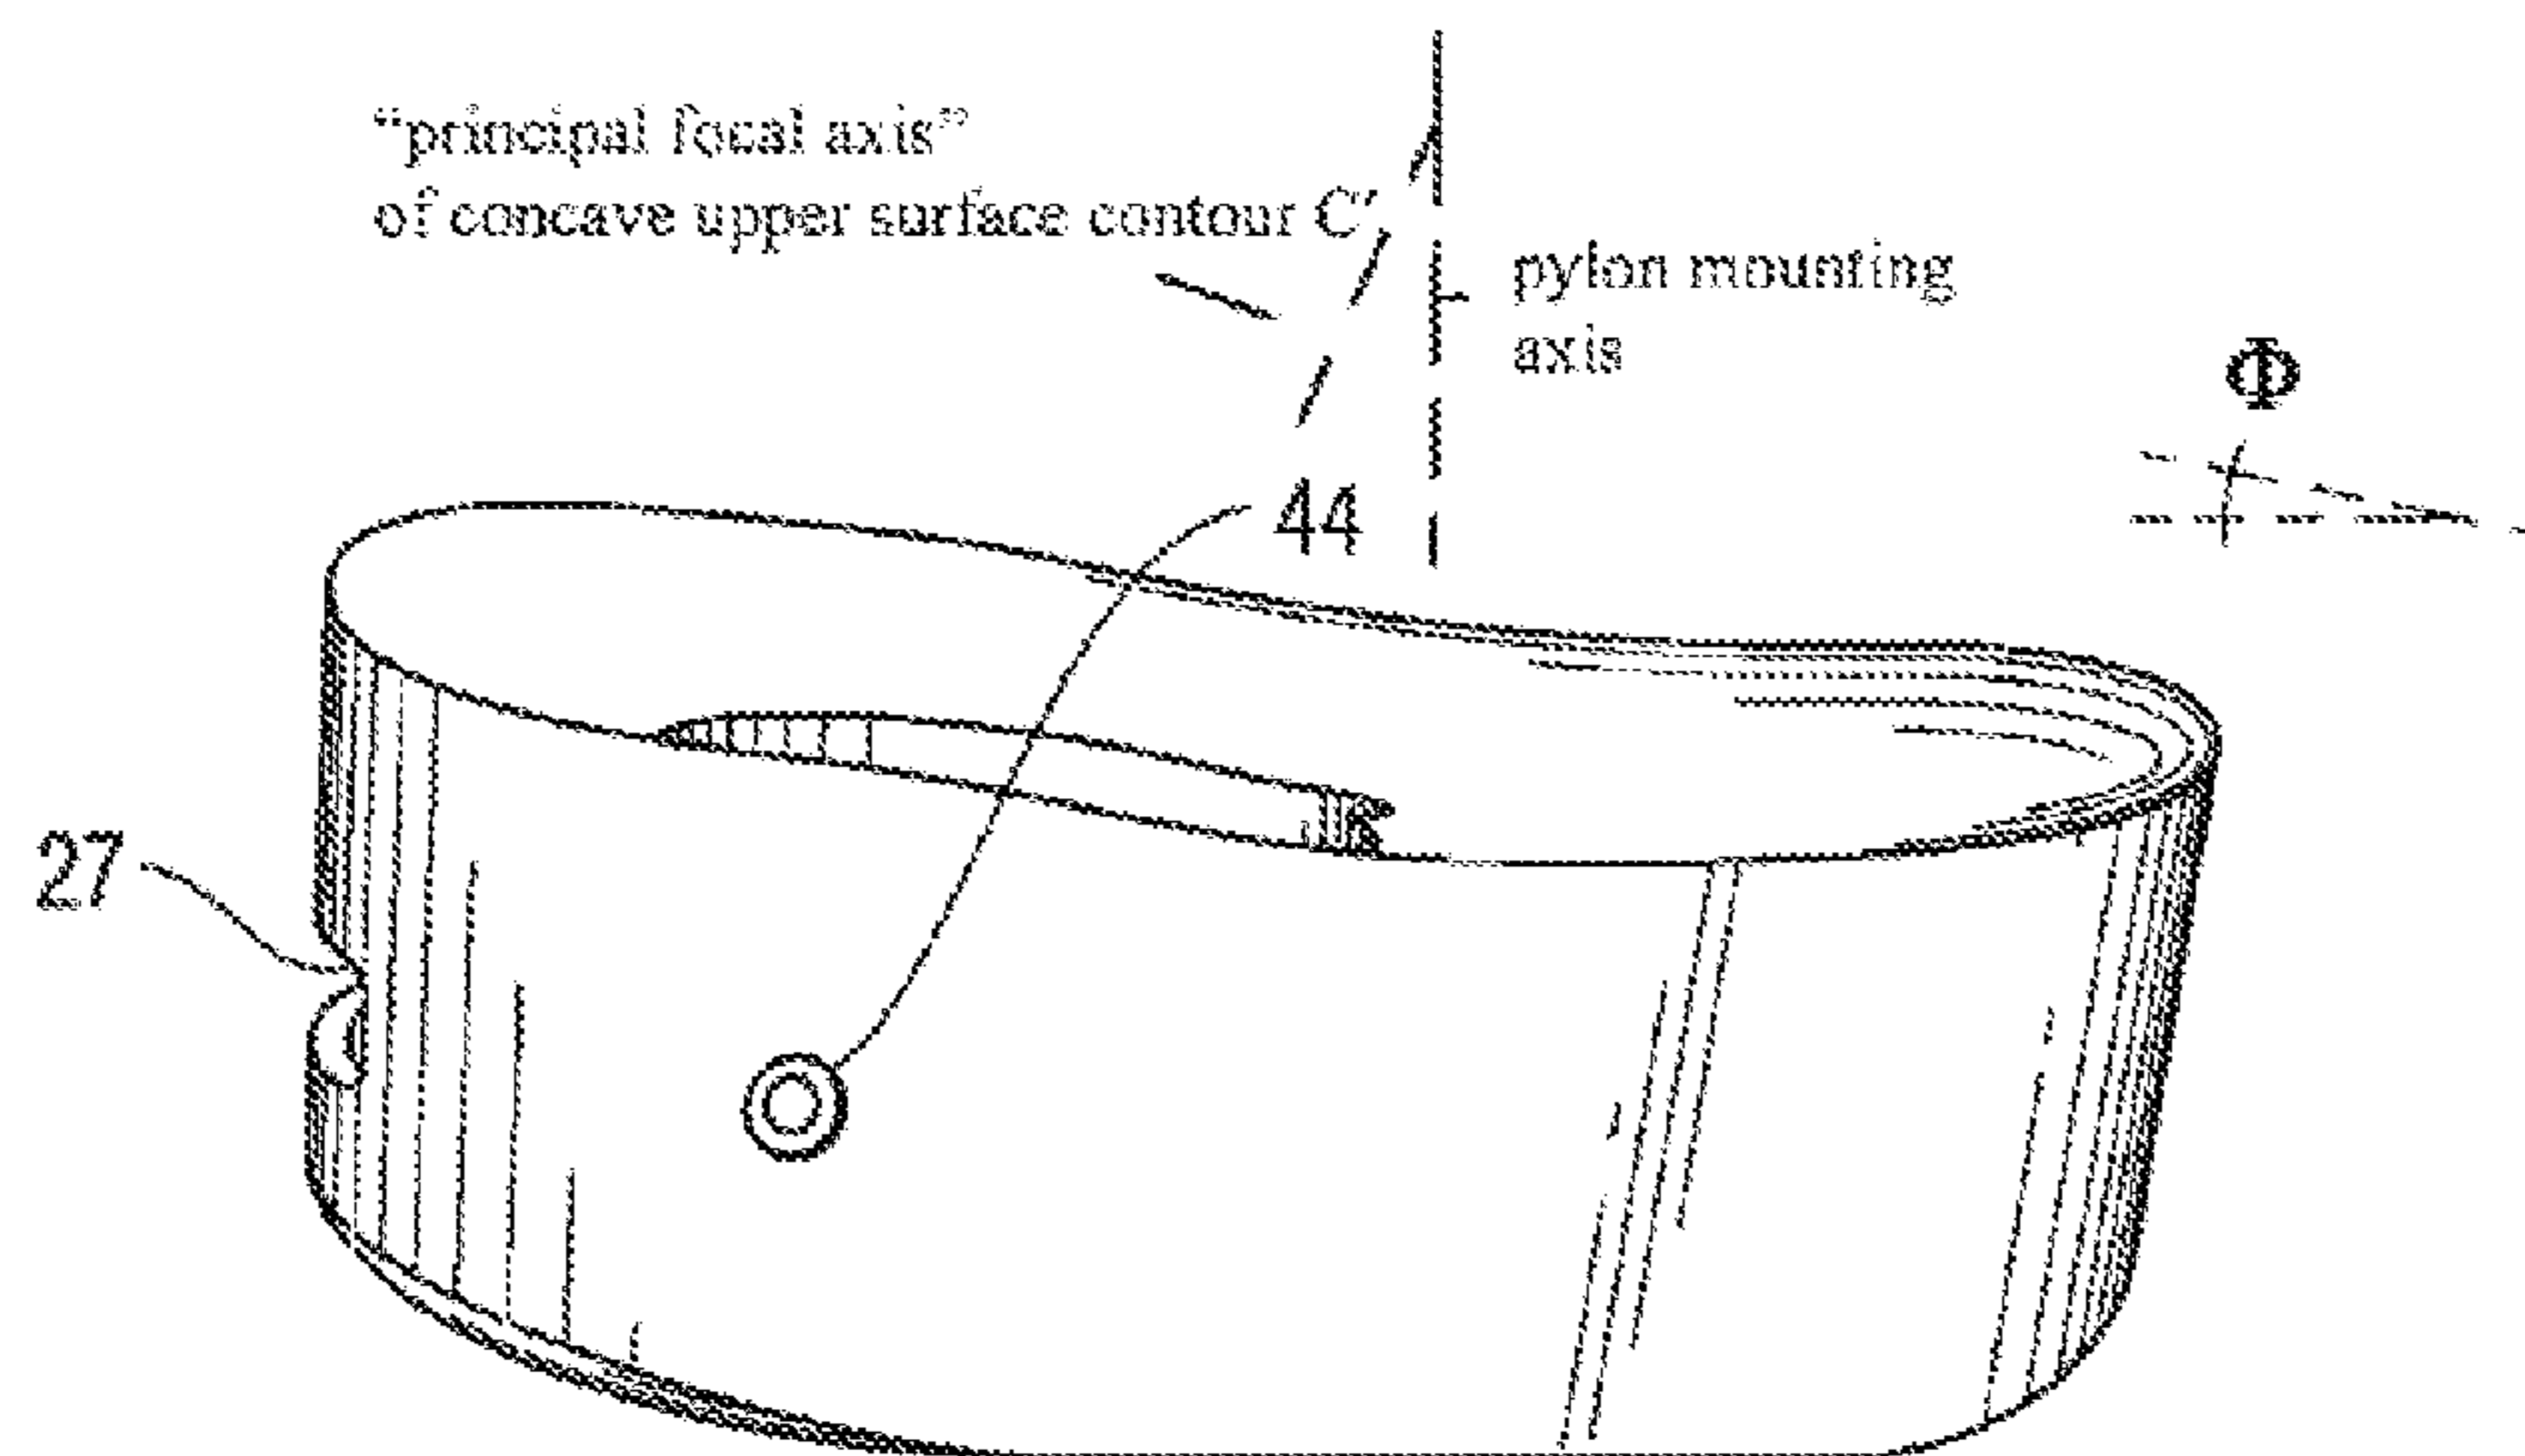 “principal focal axis”
of concave upper surface contour C′
pylon mounting
axis
Φ
44
27